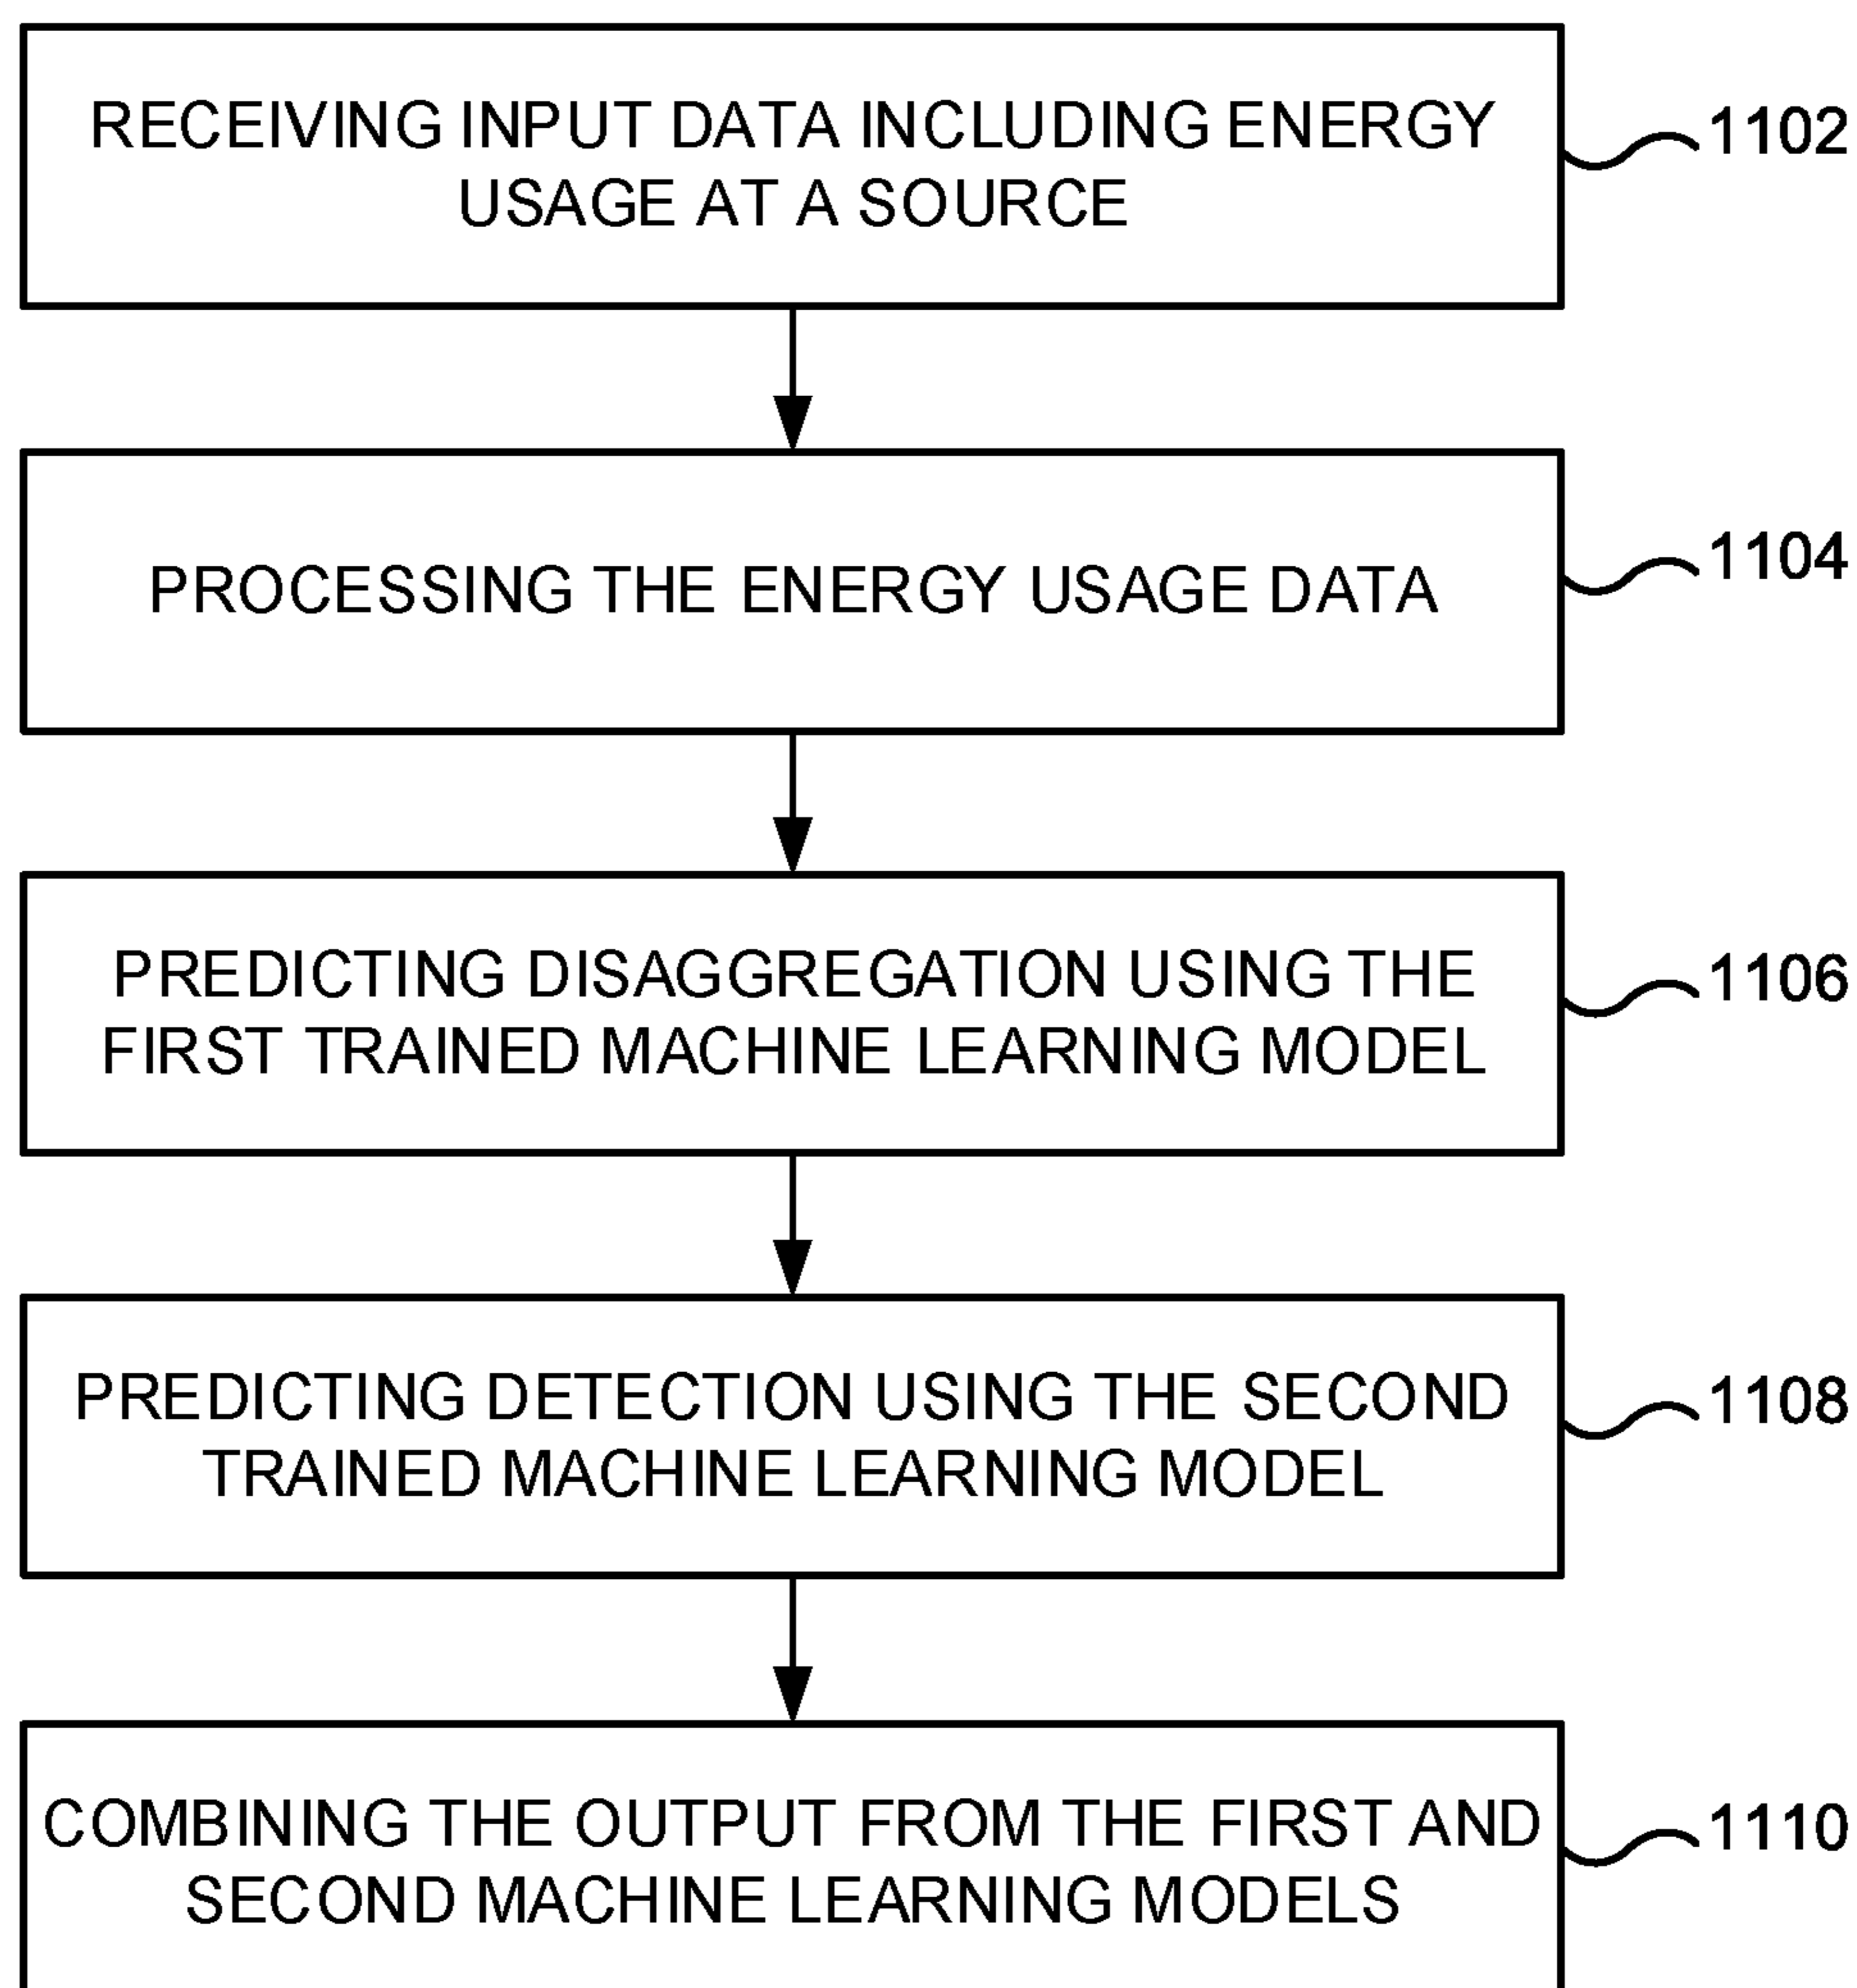 RECEIVING INPUT DATA INCLUDING ENERGY
USAGE AT A SOURCE
1102
PROCESSING THE ENERGY USAGE DATA
1104
PREDICTING DISAGGREGATION USING THE
FIRST TRAINED MACHINE LEARNING MODEL
1106
PREDICTING DETECTION USING THE SECOND
TRAINED MACHINE LEARNING MODEL
1108
COMBINING THE OUTPUT FROM THE FIRST AND
SECOND MACHINE LEARNING MODELS
1110